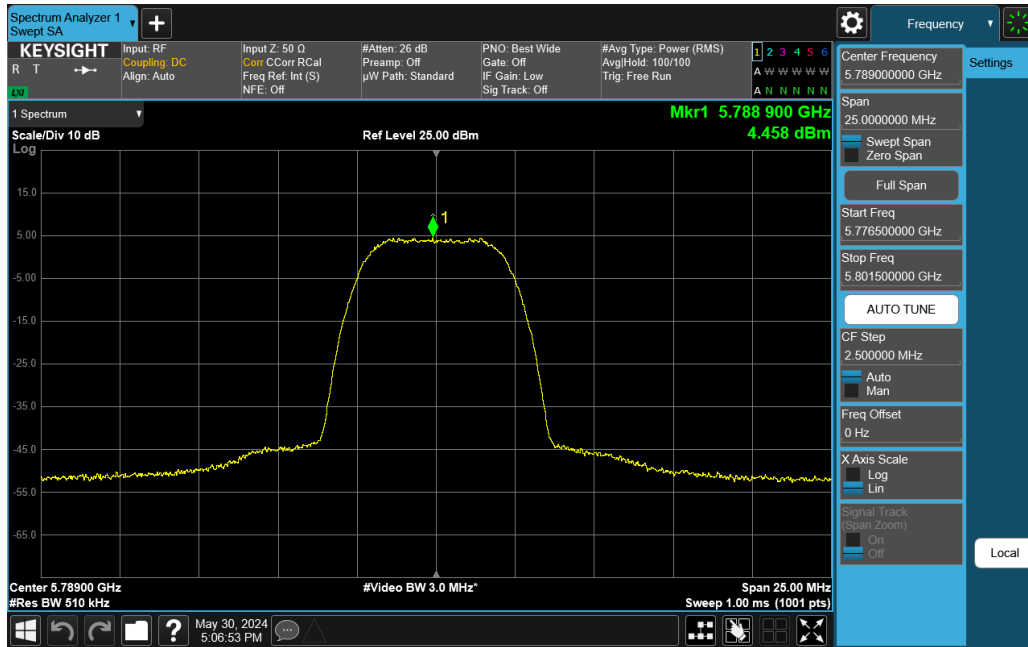 Spectrum Analyzer 1
Swept SA
Frequency
KEYSIGHT
R T
LXI
Input: RF
Coupling: DC
Align: Auto
Input Z: 50 Ω
Corr CCorr RCal
Freq Ref: Int (S)
NFE: Off
#Atten: 26 dB
Preamp: Off
µW Path: Standard
PNO: Best Wide
Gate: Off
IF Gain: Low
Sig Track: Off
#Avg Type: Power (RMS)
Avg|Hold: 100/100
Trig: Free Run
1 2 3 4 5 6
A W W W W W
A N N N N N
1 Spectrum
Scale/Div 10 dB
Log
Ref Level 25.00 dBm
Mkr1 5.788 900 GHz
4.458 dBm
1
15.0
5.00
-5.00
-15.0
-25.0
-35.0
-45.0
-55.0
-65.0
Center 5.78900 GHz
#Res BW 510 kHz
#Video BW 3.0 MHz*
Span 25.00 MHz
Sweep 1.00 ms (1001 pts)
?
May 30, 2024
5:06:53 PM
Center Frequency
5.789000000 GHz
Span
25.0000000 MHz
Swept Span
Zero Span
Full Span
Start Freq
5.776500000 GHz
Stop Freq
5.801500000 GHz
AUTO TUNE
CF Step
2.500000 MHz
Auto
Man
Freq Offset
0 Hz
X Axis Scale
Log
Lin
Signal Track
(Span Zoom)
On
Off
Settings
Local